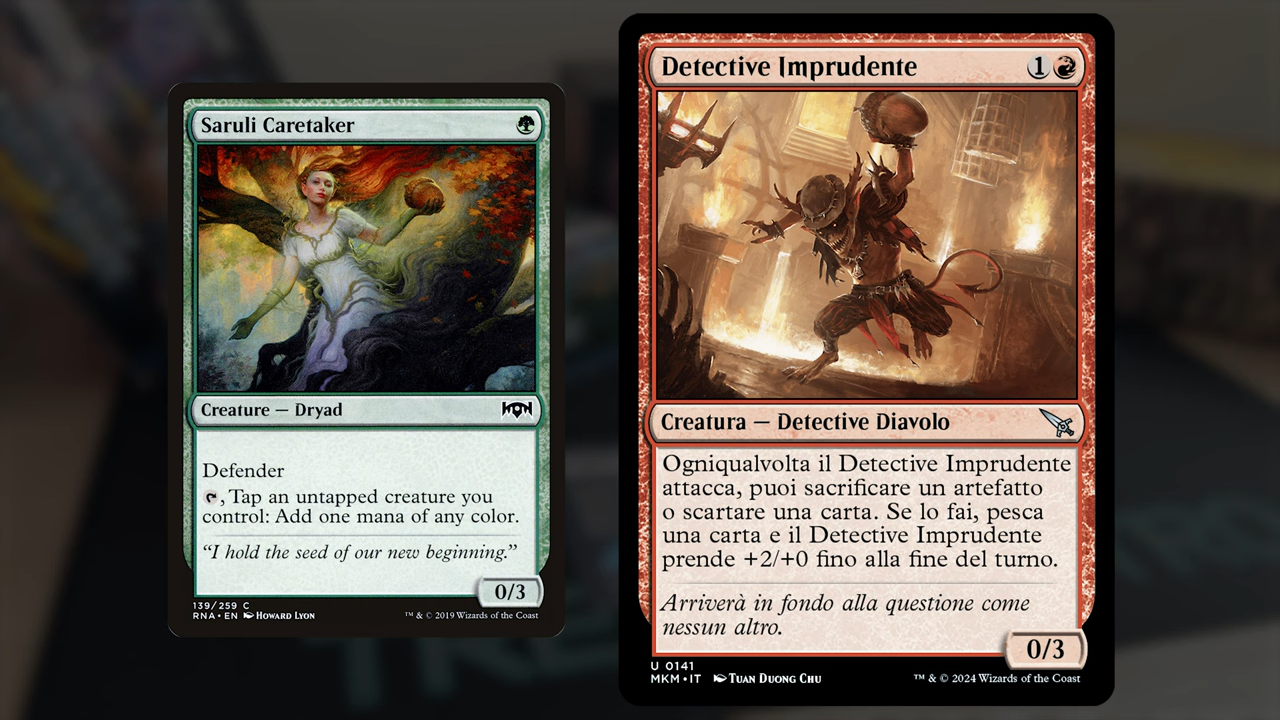 Saruli Caretaker
Creature — Dryad
Defender
, Tap an untapped creature you
control: Add one mana of any color.
“I hold the seed of our new beginning.”
0/3
139/259 C
RNA • EN Howard Lyon
™ & © 2019 Wizards of the Coast
Detective Imprudente
1
Creatura — Detective Diavolo
Ogniqualvolta il Detective Imprudente
attacca, puoi sacrificare un artefatto
o scartare una carta. Se lo fai, pesca
una carta e il Detective Imprudente
prende +2/+0 fino alla fine del turno.
Arriverà in fondo alla questione come
nessun altro.
0/3
U 0141
MKM • IT Tuan Duong Chu
™ & © 2024 Wizards of the Coast